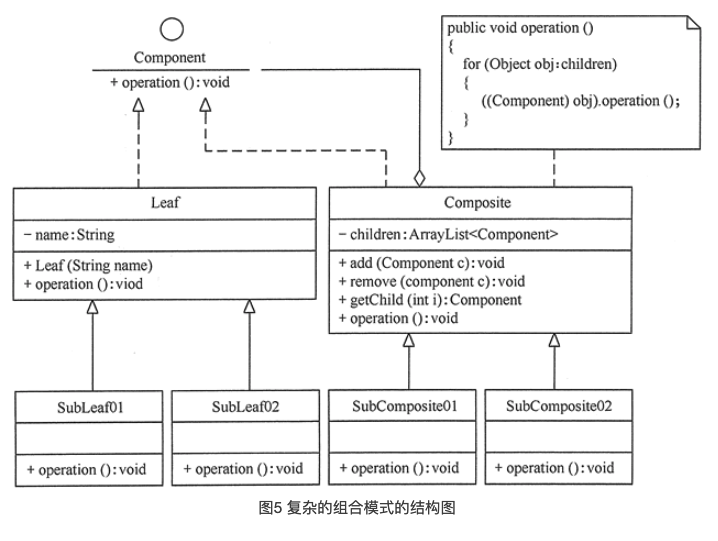 Component
+ operation () : void
public void operation ()
{
for (Object obj:children)
{
((Component) obj).operation ();
}
}
Leaf
− name:String
+ Leaf (String name)
+ operation () : viod
Composite
− children:ArrayList<Component>
+ add (Component c) : void
+ remove (component c) : void
+ getChild (int i) : Component
+ operation () : void
SubLeaf01
+ operation () : void
SubLeaf02
+ operation () : void
SubComposite01
+ operation () : void
SubComposite02
+ operation () : void
图5 复杂的组合模式的结构图